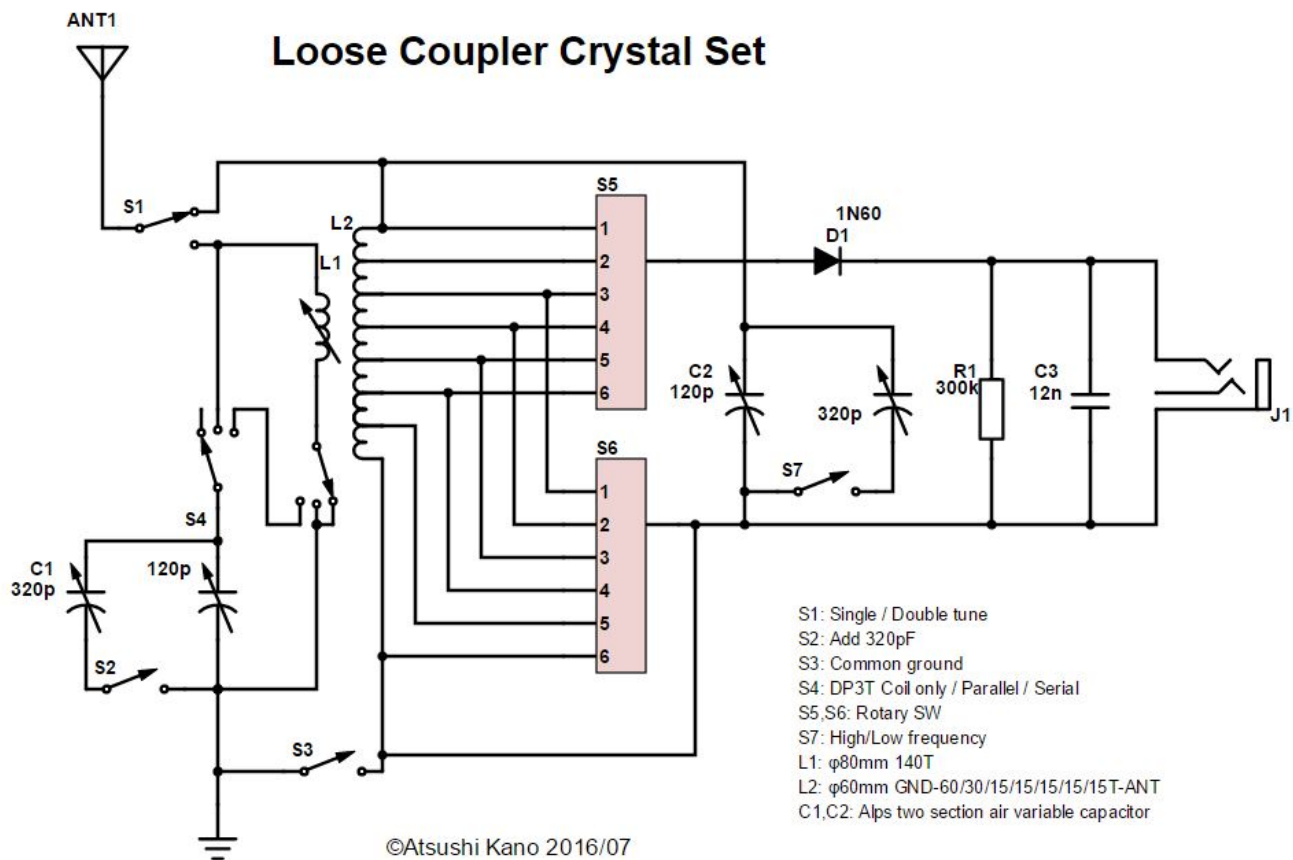 ANT1
Loose Coupler Crystal Set
S1
L2
L1
S5
1
2
3
4
5
6
1N60
D1
C2
120p
320p
S7
R1
300k
C3
12n
J1
S6
1
2
3
4
5
6
S4
C1
320p
120p
S2
S3
S1: Single / Double tune
S2: Add 320pF
S3: Common ground
S4: DP3T Coil only / Parallel / Serial
S5,S6: Rotary SW
S7: High/Low frequency
L1: φ80mm 140T
L2: φ60mm GND-60/30/15/15/15/15/15T-ANT
C1,C2: Alps two section air variable capacitor
©Atsushi Kano 2016/07